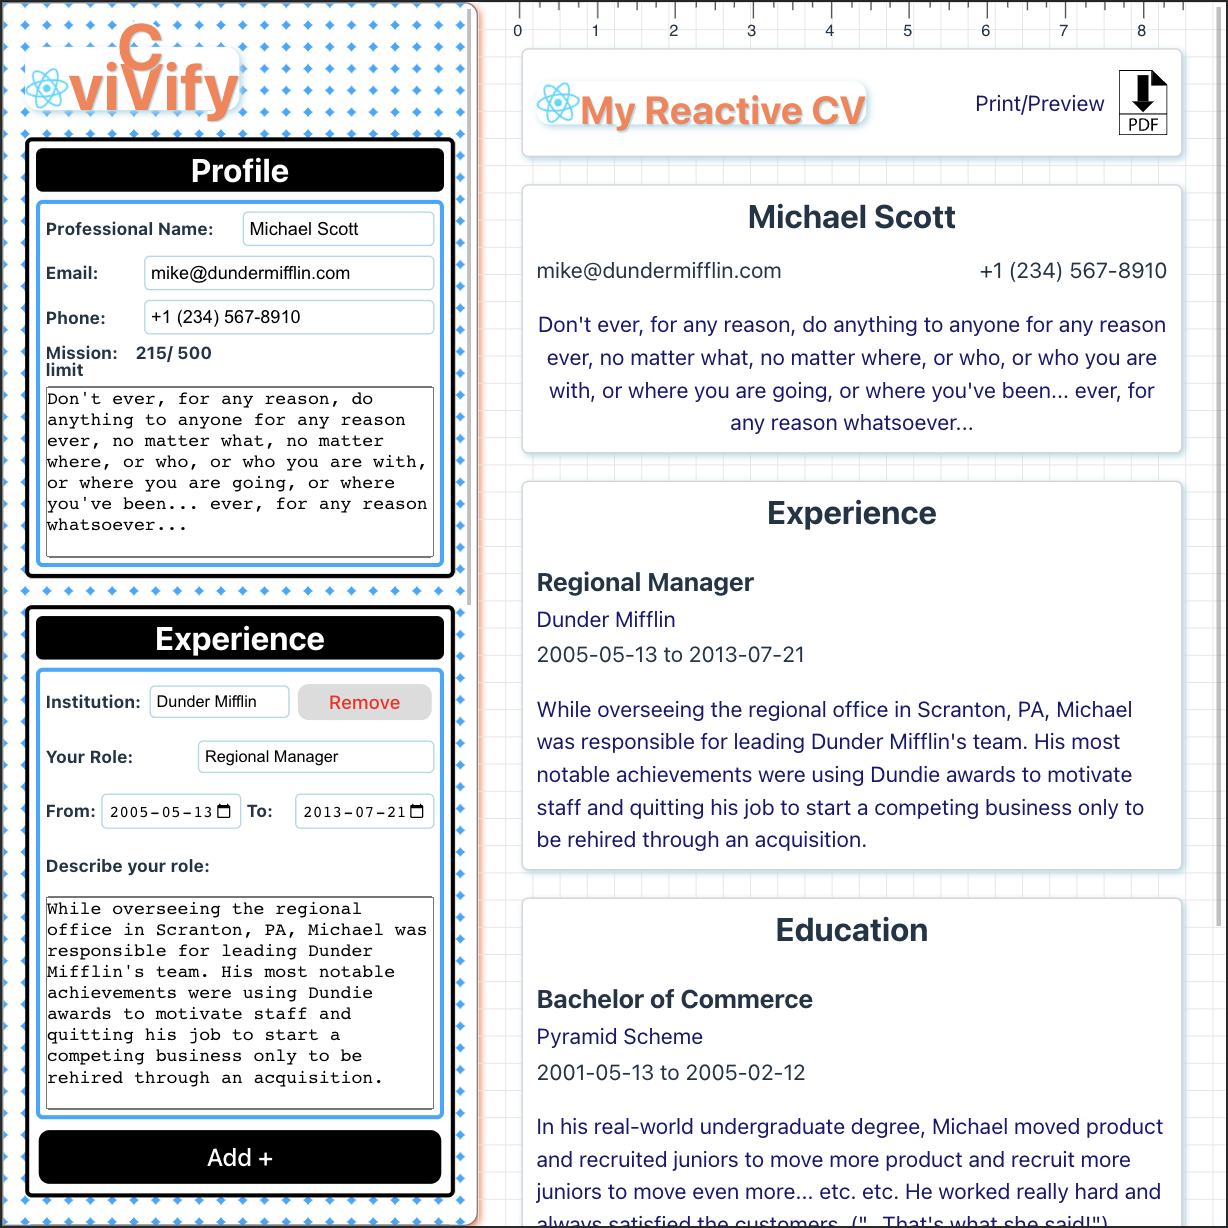 C
viVify
Profile
Professional Name: Michael Scott
Email: mike@dundermifflin.com
Phone: +1 (234) 567-8910
Mission: 215/ 500
limit
Don't ever, for any reason, do
anything to anyone for any reason
ever, no matter what, no matter
where, or who, or who you are with,
or where you are going, or where
you've been... ever, for any reason
whatsoever...
Experience
Institution: Dunder Mifflin Remove
Your Role: Regional Manager
From: 2005-05-13 To: 2013-07-21
Describe your role:
While overseeing the regional
office in Scranton, PA, Michael was
responsible for leading Dunder
Mifflin's team. His most notable
achievements were using Dundie
awards to motivate staff and
quitting his job to start a
competing business only to be
rehired through an acquisition.
Add +
0 1 2 3 4 5 6 7 8
My Reactive CV
Print/Preview
PDF
Michael Scott
mike@dundermifflin.com +1 (234) 567-8910
Don't ever, for any reason, do anything to anyone for any reason
ever, no matter what, no matter where, or who, or who you are
with, or where you are going, or where you've been... ever, for
any reason whatsoever...
Experience
Regional Manager
Dunder Mifflin
2005-05-13 to 2013-07-21
While overseeing the regional office in Scranton, PA, Michael
was responsible for leading Dunder Mifflin's team. His most
notable achievements were using Dundie awards to motivate
staff and quitting his job to start a competing business only to
be rehired through an acquisition.
Education
Bachelor of Commerce
Pyramid Scheme
2001-05-13 to 2005-02-12
In his real-world undergraduate degree, Michael moved product
and recruited juniors to move more product and recruit more
juniors to move even more... etc. etc. He worked really hard and
always satisfied the customers. ("...That's what she said!")